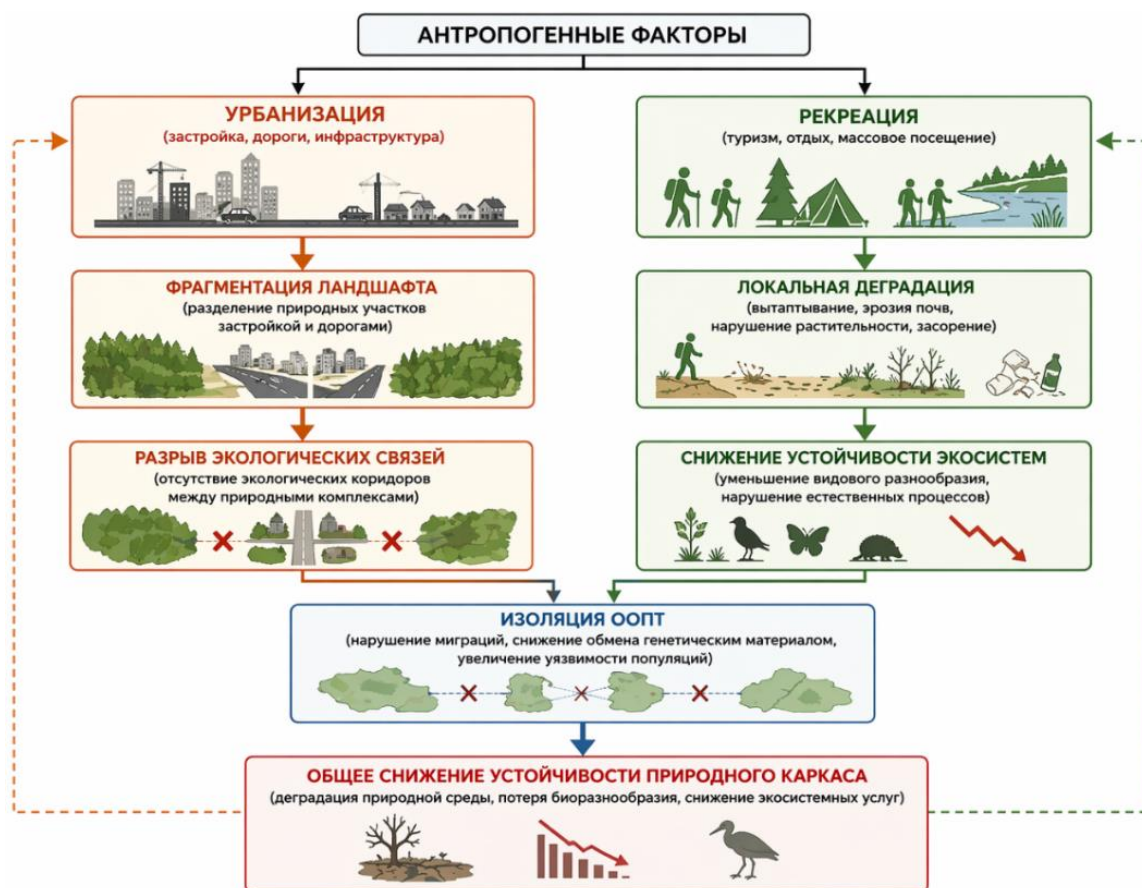 АНТРОПОГЕННЫЕ ФАКТОРЫ
УРБАНИЗАЦИЯ
(застройка, дороги, инфраструктура)
РЕКРЕАЦИЯ
(туризм, отдых, массовое посещение)
ФРАГМЕНТАЦИЯ ЛАНДШАФТА
(разделение природных участков
застройкой и дорогами)
ЛОКАЛЬНАЯ ДЕГРАДАЦИЯ
(вытаптывание, эрозия почв,
нарушение растительности, засорение)
РАЗРЫВ ЭКОЛОГИЧЕСКИХ СВЯЗЕЙ
(отсутствие экологических коридоров
между природными комплексами)
СНИЖЕНИЕ УСТОЙЧИВОСТИ ЭКОСИСТЕМ
(уменьшение видового разнообразия,
нарушение естественных процессов)
ИЗОЛЯЦИЯ ООПТ
(нарушение миграций, снижение обмена генетическим материалом,
увеличение уязвимости популяций)
ОБЩЕЕ СНИЖЕНИЕ УСТОЙЧИВОСТИ ПРИРОДНОГО КАРКАСА
(деградация природной среды, потеря биоразнообразия, снижение экосистемных услуг)